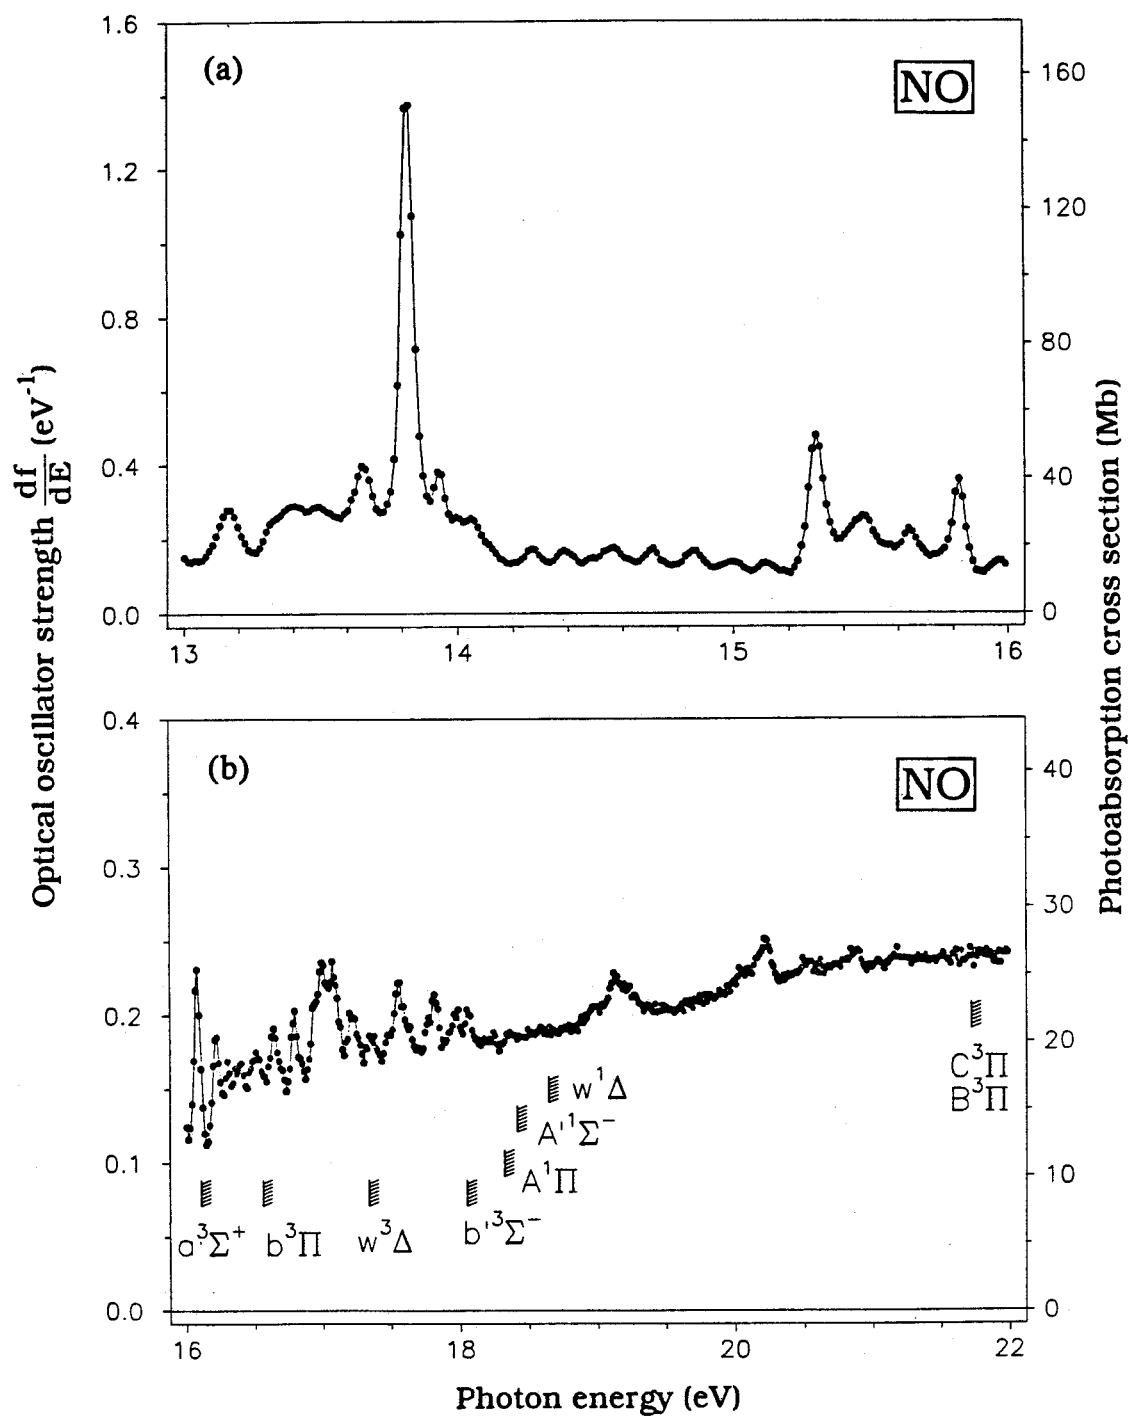 1.6
(a)
NO
160
1.2
120
0.8
80
0.4
40
0.0
0
13
14
15
16
Optical oscillator strength df/dE (eV⁻¹)
Photoabsorption cross section (Mb)
0.4
(b)
NO
40
0.3
30
0.2
20
C³Π
B³Π
w¹Δ
A'¹Σ⁻
A¹Π
0.1
10
a³Σ⁺
b³Π
w³Δ
b'³Σ⁻
0.0
0
16
18
20
22
Photon energy (eV)